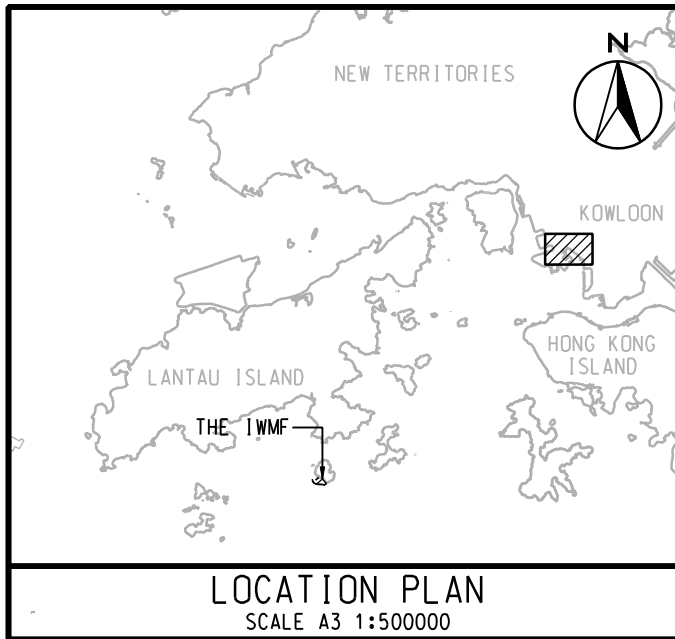 N
NEW TERRITORIES
KOWLOON
HONG KONG
ISLAND
LANTAU ISLAND
THE IWMF
LOCATION PLAN
SCALE A3 1:500000